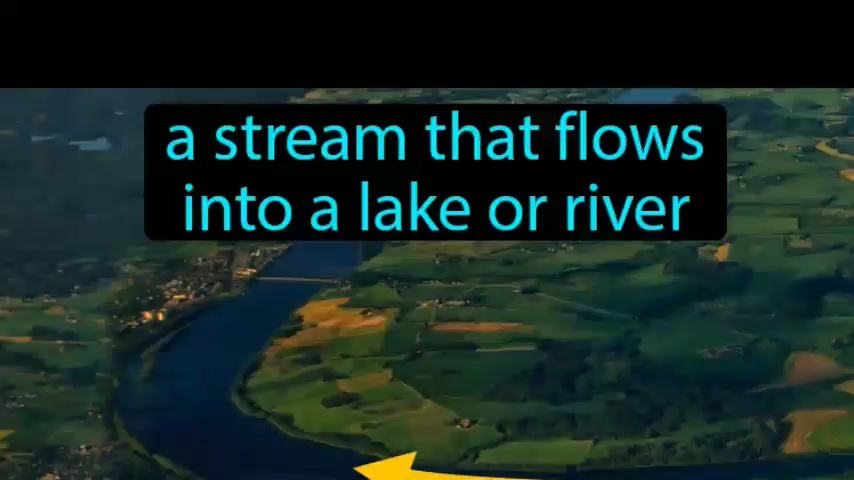 a stream that flows
into a lake or river